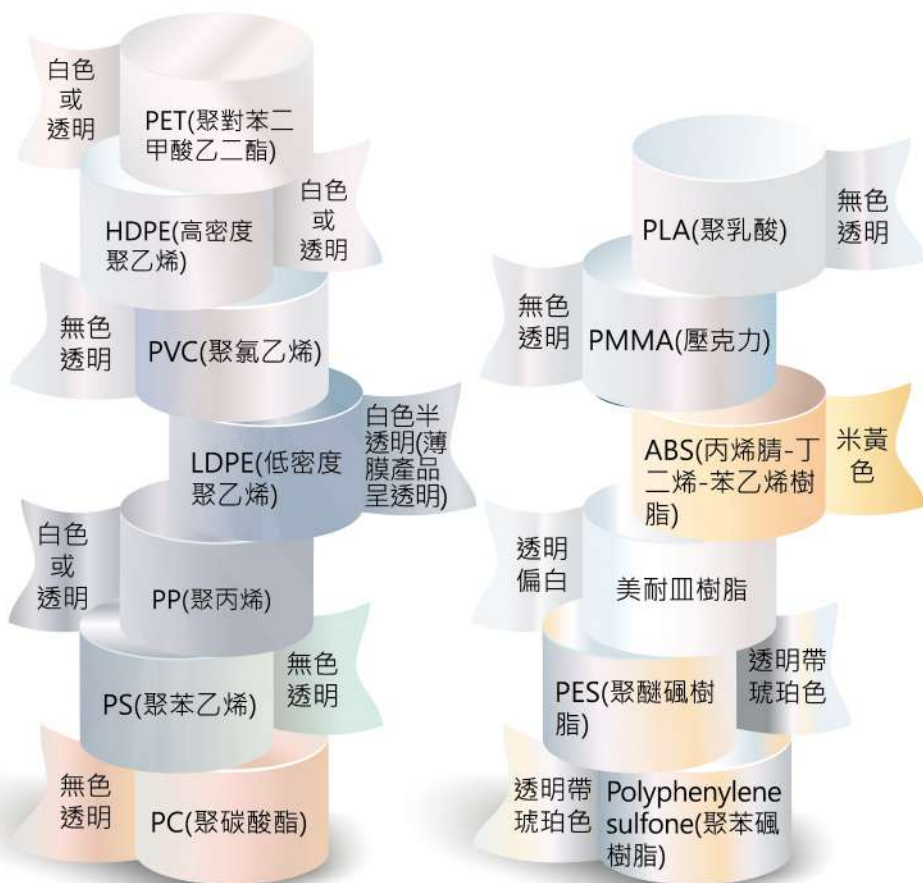 白色
或
透明
PET(聚對苯二
甲酸乙二酯)
HDPE(高密度
聚乙烯)
白色
或
透明
無色
透明
PVC(聚氯乙烯)
LDPE(低密度
聚乙烯)
白色半
透明(薄
膜產品
呈透明)
白色
或
透明
PP(聚丙烯)
PS(聚苯乙烯)
無色
透明
無色
透明
PC(聚碳酸酯)
PLA(聚乳酸)
無色
透明
無色
透明
PMMA(壓克力)
ABS(丙烯腈-丁
二烯-苯乙烯樹
脂)
米黃
色
透明
偏白
美耐皿樹脂
PES(聚醚碸樹
脂)
透明帶
琥珀色
透明帶
琥珀色
Polyphenylene
sulfone(聚苯碸
樹脂)